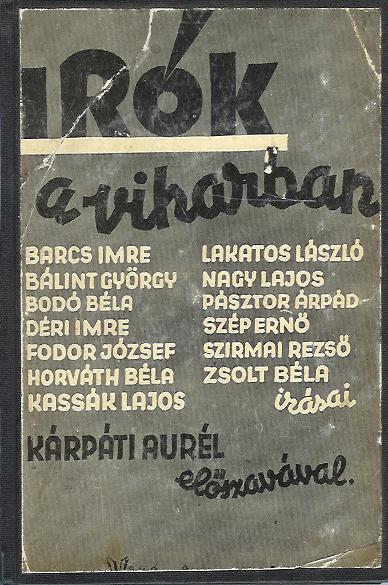 IRÓK
a viharban
BARCS IMRE
BÁLINT GYÖRGY
BODÓ BÉLA
DÉRI IMRE
FODOR JÓZSEF
HORVÁTH BÉLA
KASSÁK LAJOS
LAKATOS LÁSZLÓ
NAGY LAJOS
PÁSZTOR ÁRPÁD
SZÉP ERNŐ
SZIRMAI REZSŐ
ZSOLT BÉLA
írásai
KÁRPÁTI AURÉL
előszavával.